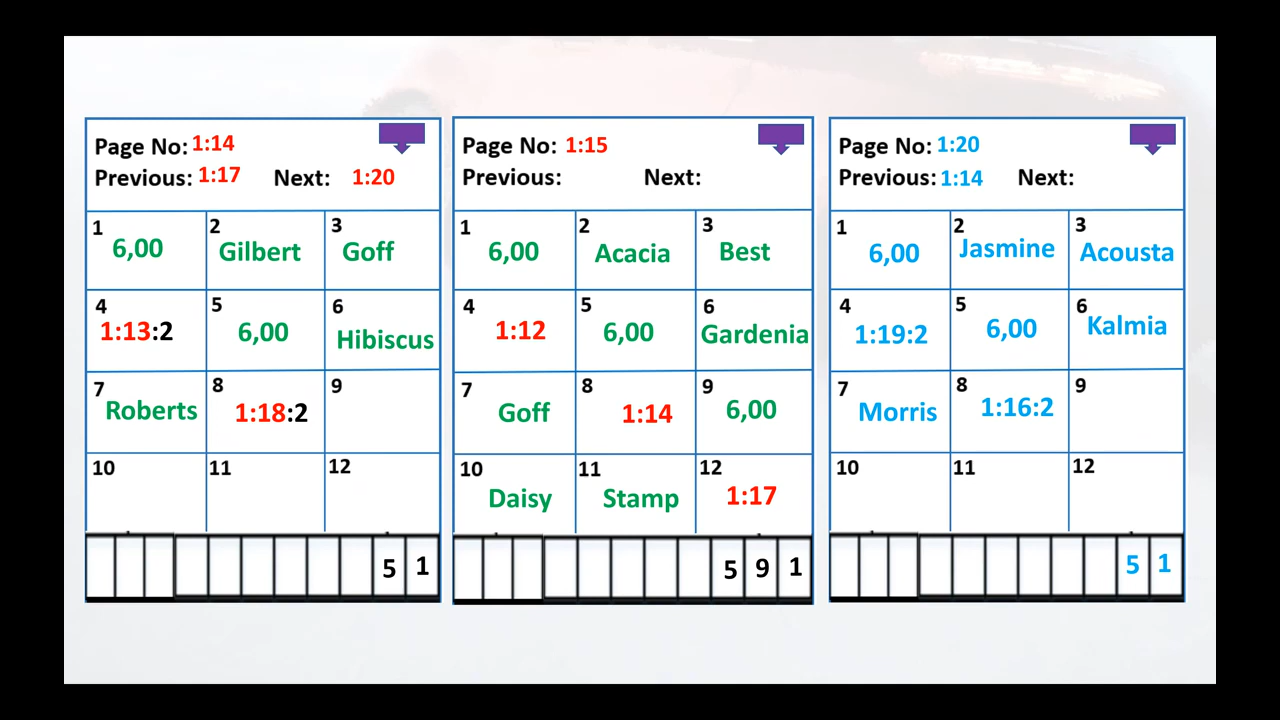 Page No: 1:14
Previous: 1:17 Next: 1:20
1 6,00 2 Gilbert 3 Goff
4 1:13:2 5 6,00 6 Hibiscus
7 Roberts 8 1:18:2 9
10 11 12
5 1
Page No: 1:15
Previous: Next:
1 6,00 2 Acacia 3 Best
4 1:12 5 6,00 6 Gardenia
7 Goff 8 1:14 9 6,00
10 Daisy 11 Stamp 12 1:17
5 9 1
Page No: 1:20
Previous: 1:14 Next:
1 6,00 2 Jasmine 3 Acousta
4 1:19:2 5 6,00 6 Kalmia
7 Morris 8 1:16:2 9
10 11 12
5 1